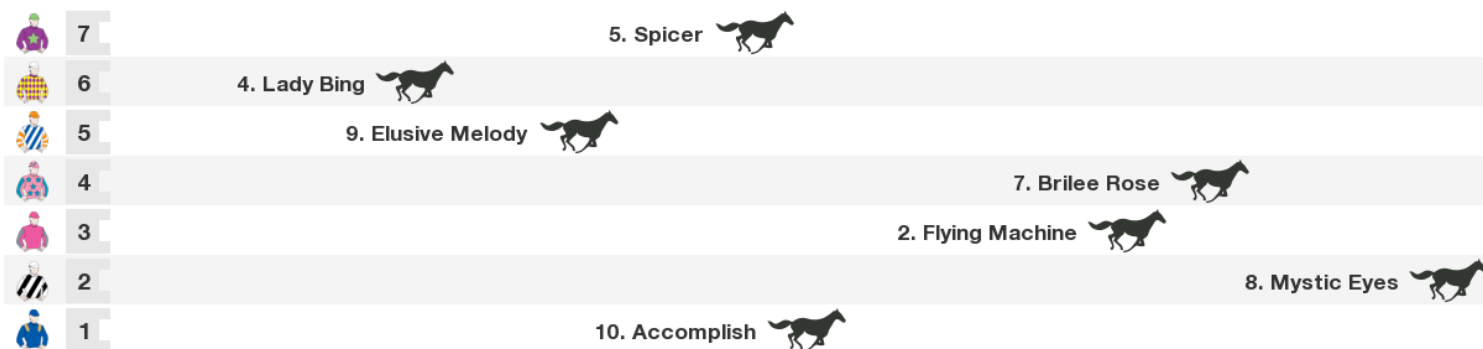 7 5. Spicer
6 4. Lady Bing
5 9. Elusive Melody
4 7. Brilee Rose
3 2. Flying Machine
2 8. Mystic Eyes
1 10. Accomplish